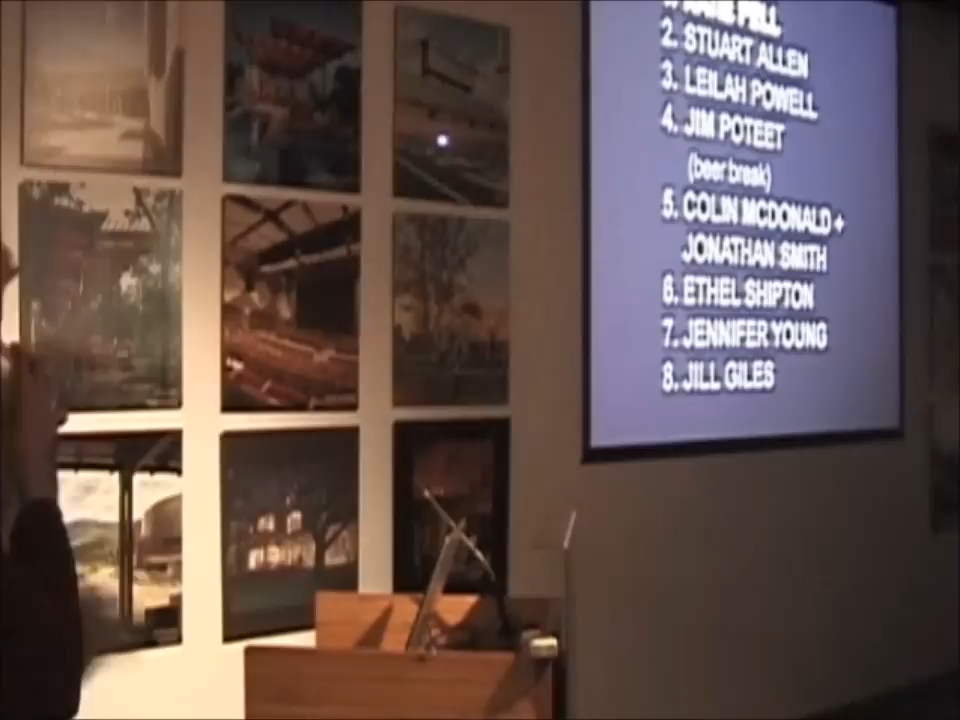 FELL
2. STUART ALLEN
3. LEILAH POWELL
4. JIM POTEET
(beer break)
5. COLIN MCDONALD +
JONATHAN SMITH
6. ETHEL SHIPTON
7. JENNIFER YOUNG
8. JILL GILES